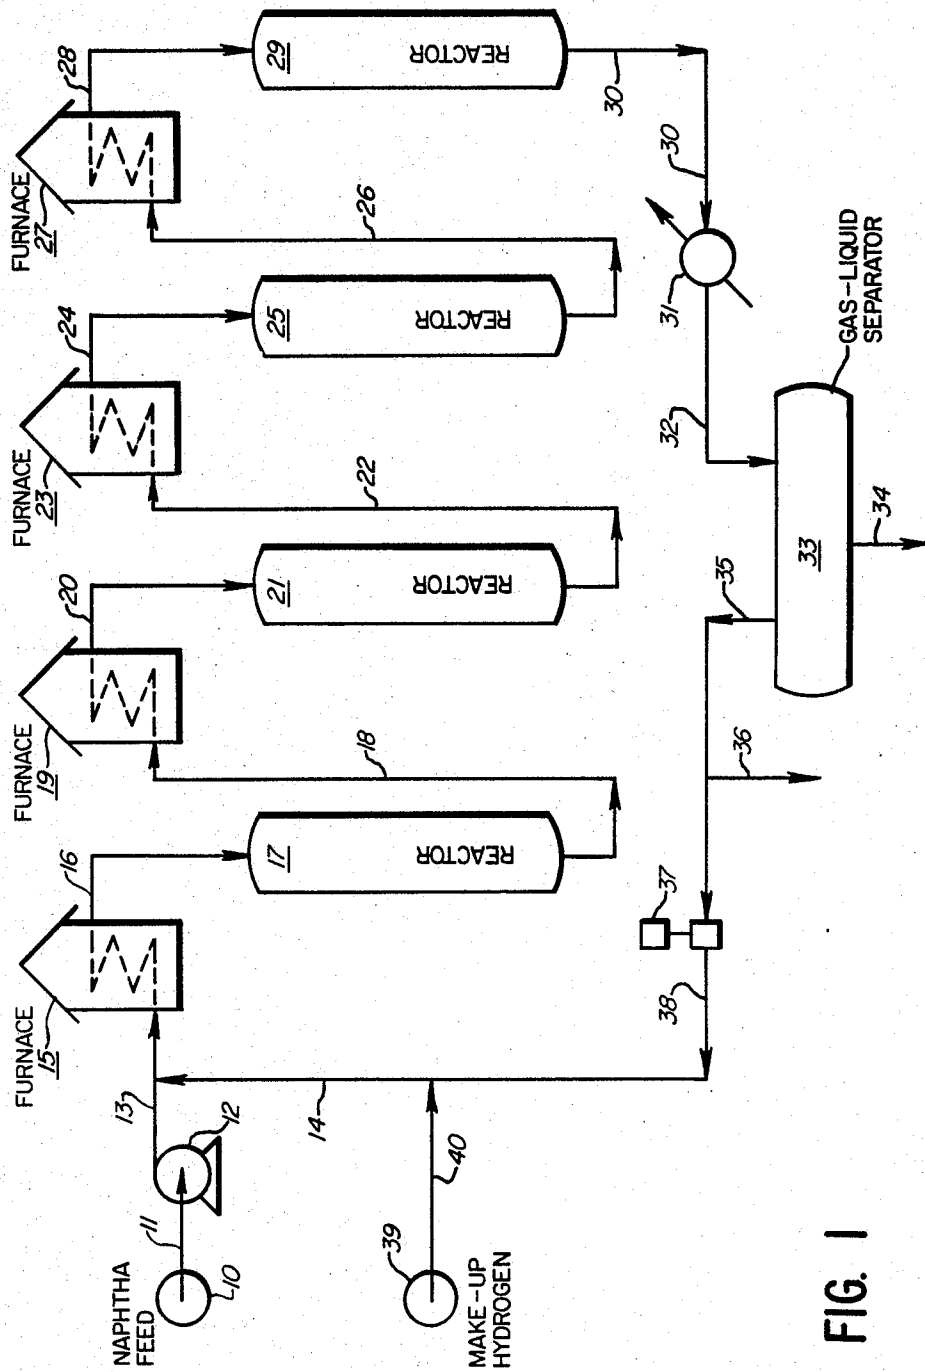 NAPHTHA
FEED
10
11
12
13
14
MAKE-UP
HYDROGEN
39
40
FURNACE
15
16
17
REACTOR
18
FURNACE
19
20
21
REACTOR
22
FURNACE
23
24
25
REACTOR
26
FURNACE
27
28
29
REACTOR
30
30
31
32
33
GAS-LIQUID
SEPARATOR
34
35
36
37
38
FIG. 1